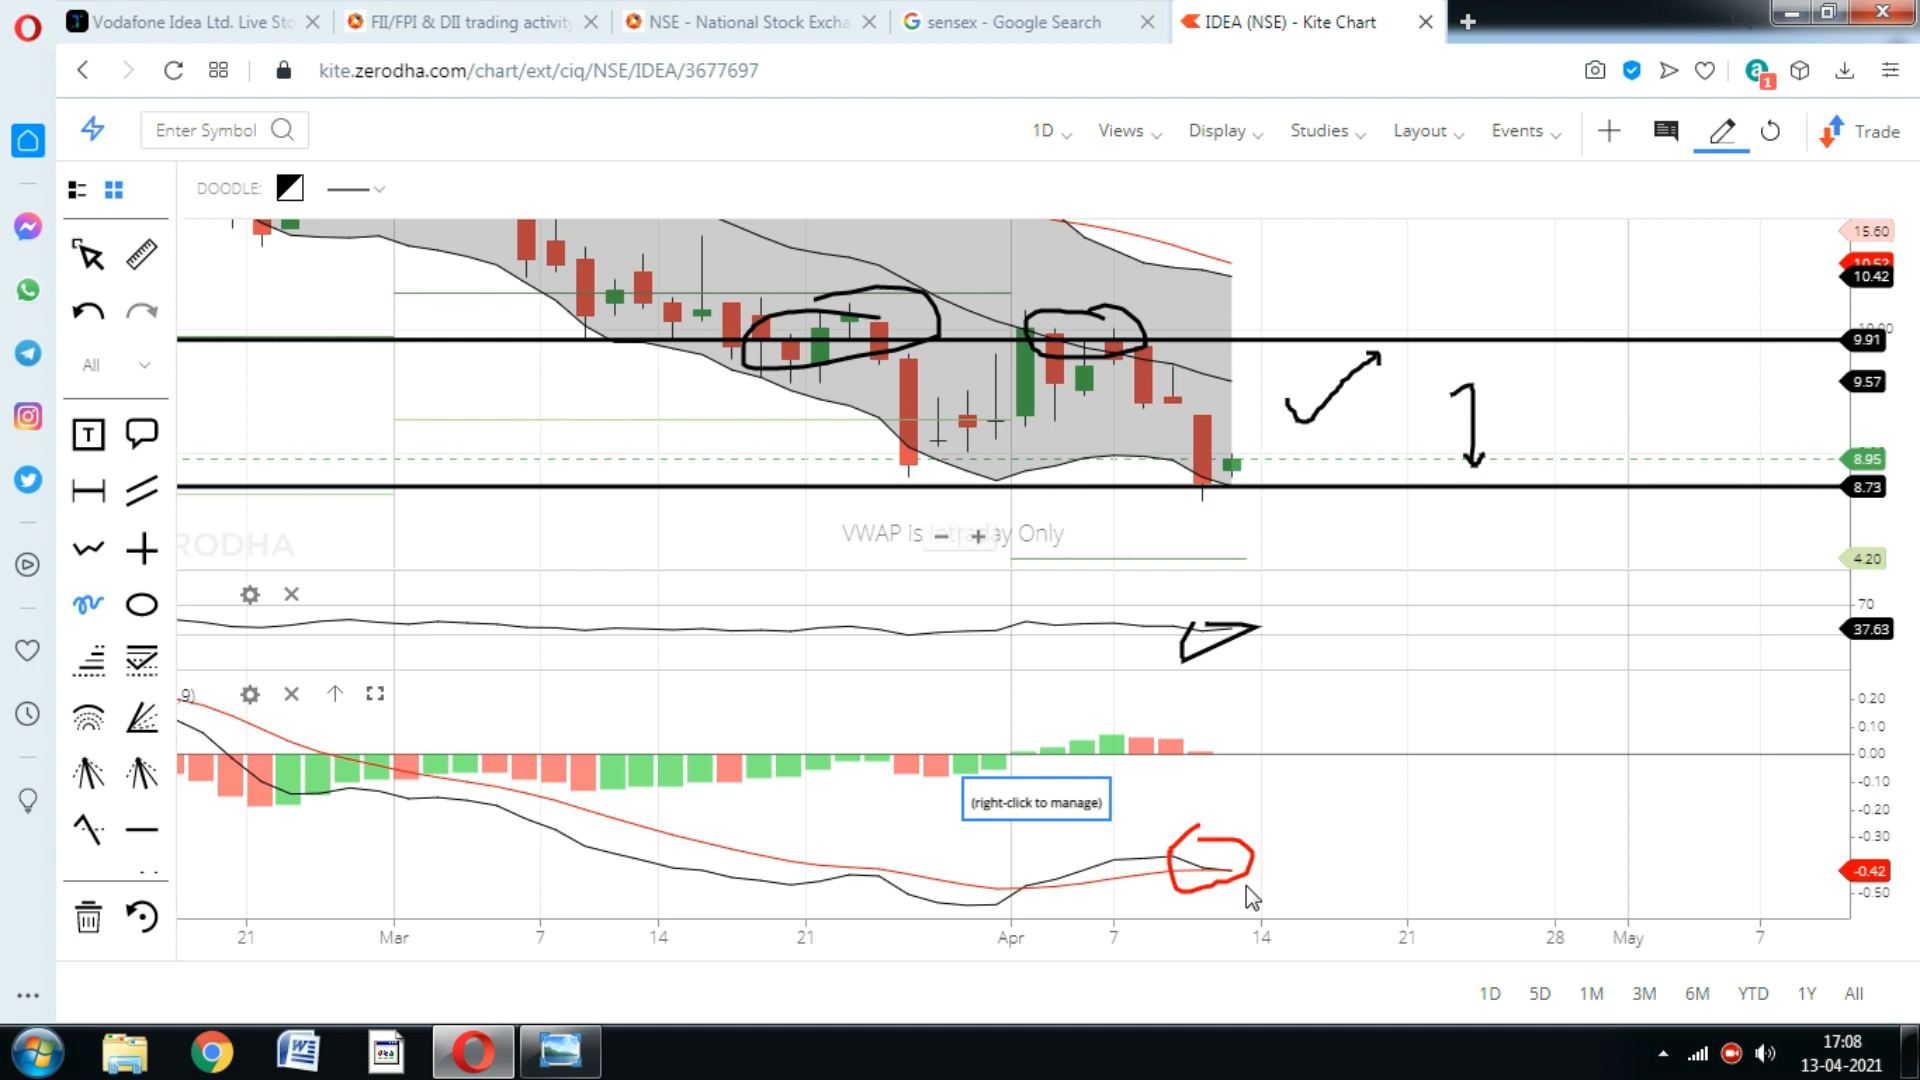 Vodafone Idea Ltd. Live Sto
FII/FPI & DII trading activity
NSE - National Stock Excha
sensex - Google Search
IDEA (NSE) - Kite Chart
kite.zerodha.com/chart/ext/ciq/NSE/IDEA/3677697
1
Enter Symbol
1D
Views
Display
Studies
Layout
Events
Trade
DOODLE:
All
T
15.60
10.52
10.42
9.91
9.57
8.95
8.73
4.20
RODHA
VWAP is Intraday Only
70
37.63
9)
0.20
0.10
0.00
-0.10
-0.20
-0.30
-0.42
-0.50
(right-click to manage)
21 Mar 7 14 21 Apr 7 14 21 28 May 7
1D 5D 1M 3M 6M YTD 1Y All
17:08
13-04-2021